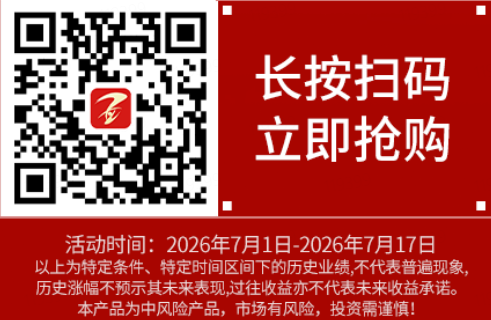 长按扫码
立即抢购
活动时间：2026年7月1日-2026年7月17日
以上为特定条件、特定时间区间下的历史业绩,不代表普遍现象,
历史涨幅不预示其未来表现,过往收益亦不代表未来收益承诺。
本产品为中风险产品，市场有风险，投资需谨慎！